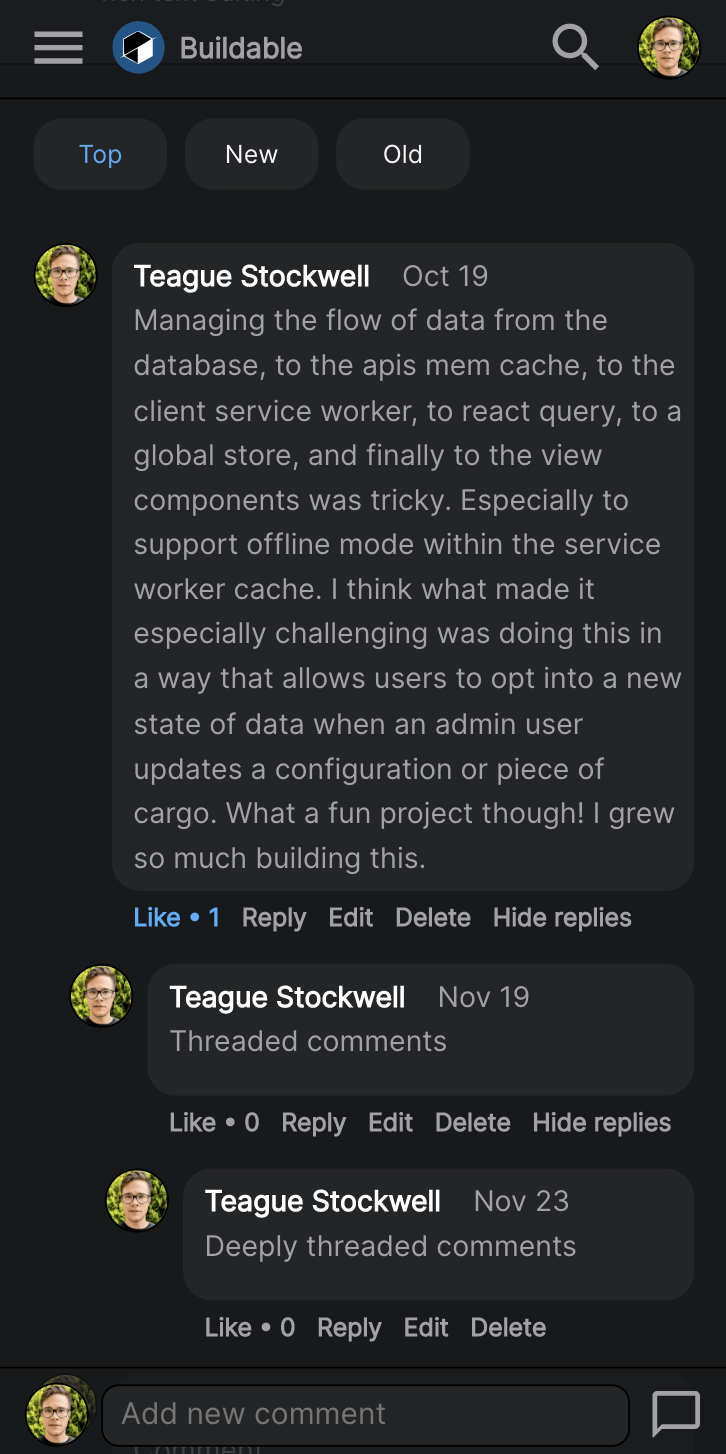 Buildable
Top New Old
Teague Stockwell Oct 19
Managing the flow of data from the
database, to the apis mem cache, to the
client service worker, to react query, to a
global store, and finally to the view
components was tricky. Especially to
support offline mode within the service
worker cache. I think what made it
especially challenging was doing this in
a way that allows users to opt into a new
state of data when an admin user
updates a configuration or piece of
cargo. What a fun project though! I grew
so much building this.
Like • 1 Reply Edit Delete Hide replies
Teague Stockwell Nov 19
Threaded comments
Like • 0 Reply Edit Delete Hide replies
Teague Stockwell Nov 23
Deeply threaded comments
Like • 0 Reply Edit Delete
Add new comment
Comment